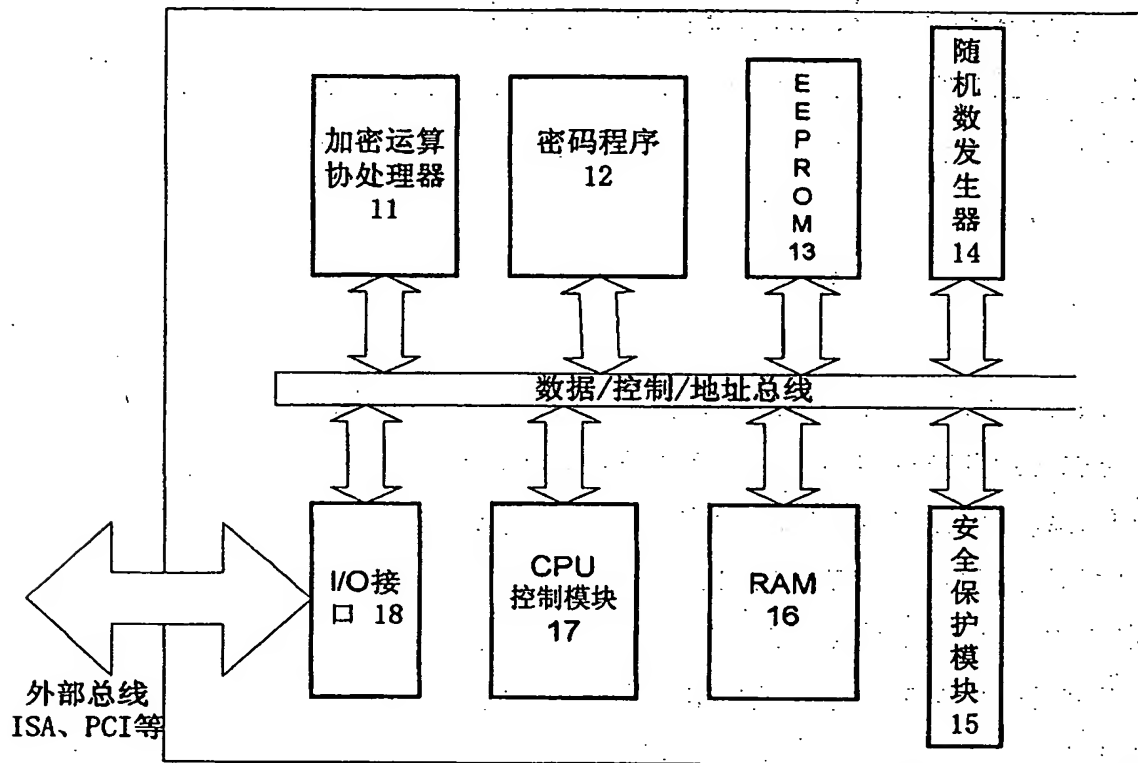 加密运算
协处理器
11
密码程序
12
E
E
P
R
O
M
13
随
机
数
发
生
器
14
数据/控制/地址总线
I/O接
口 18
CPU
控制模块
17
RAM
16
安
全
保
护
模
块
15
外部总线
ISA、PCI等